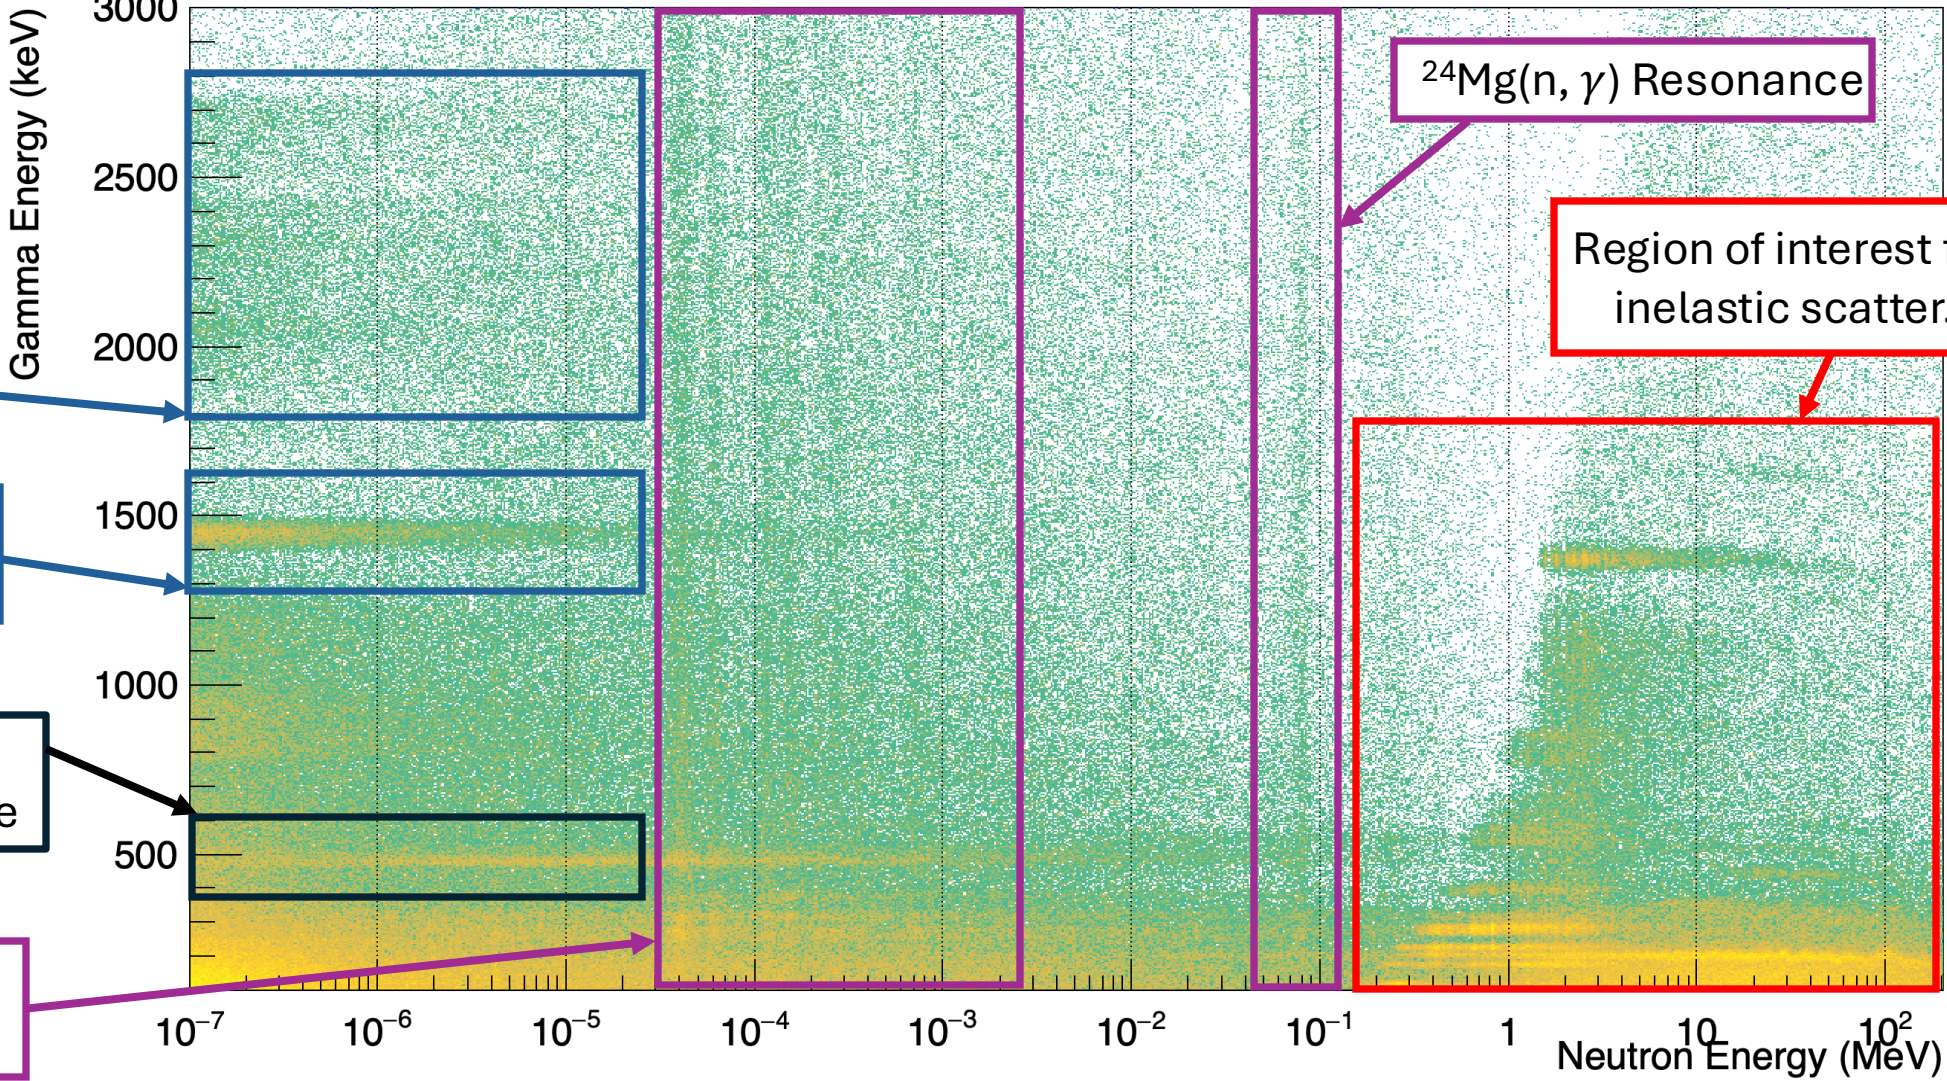 3000
2500
2000
1500
1000
500
Gamma Energy (keV)
²⁴Mg(n, γ) Resonance
Region of interest
inelastic scatter.
e
10⁻⁷ 10⁻⁶ 10⁻⁵ 10⁻⁴ 10⁻³ 10⁻² 10⁻¹ 1 10 10²
Neutron Energy (MeV)